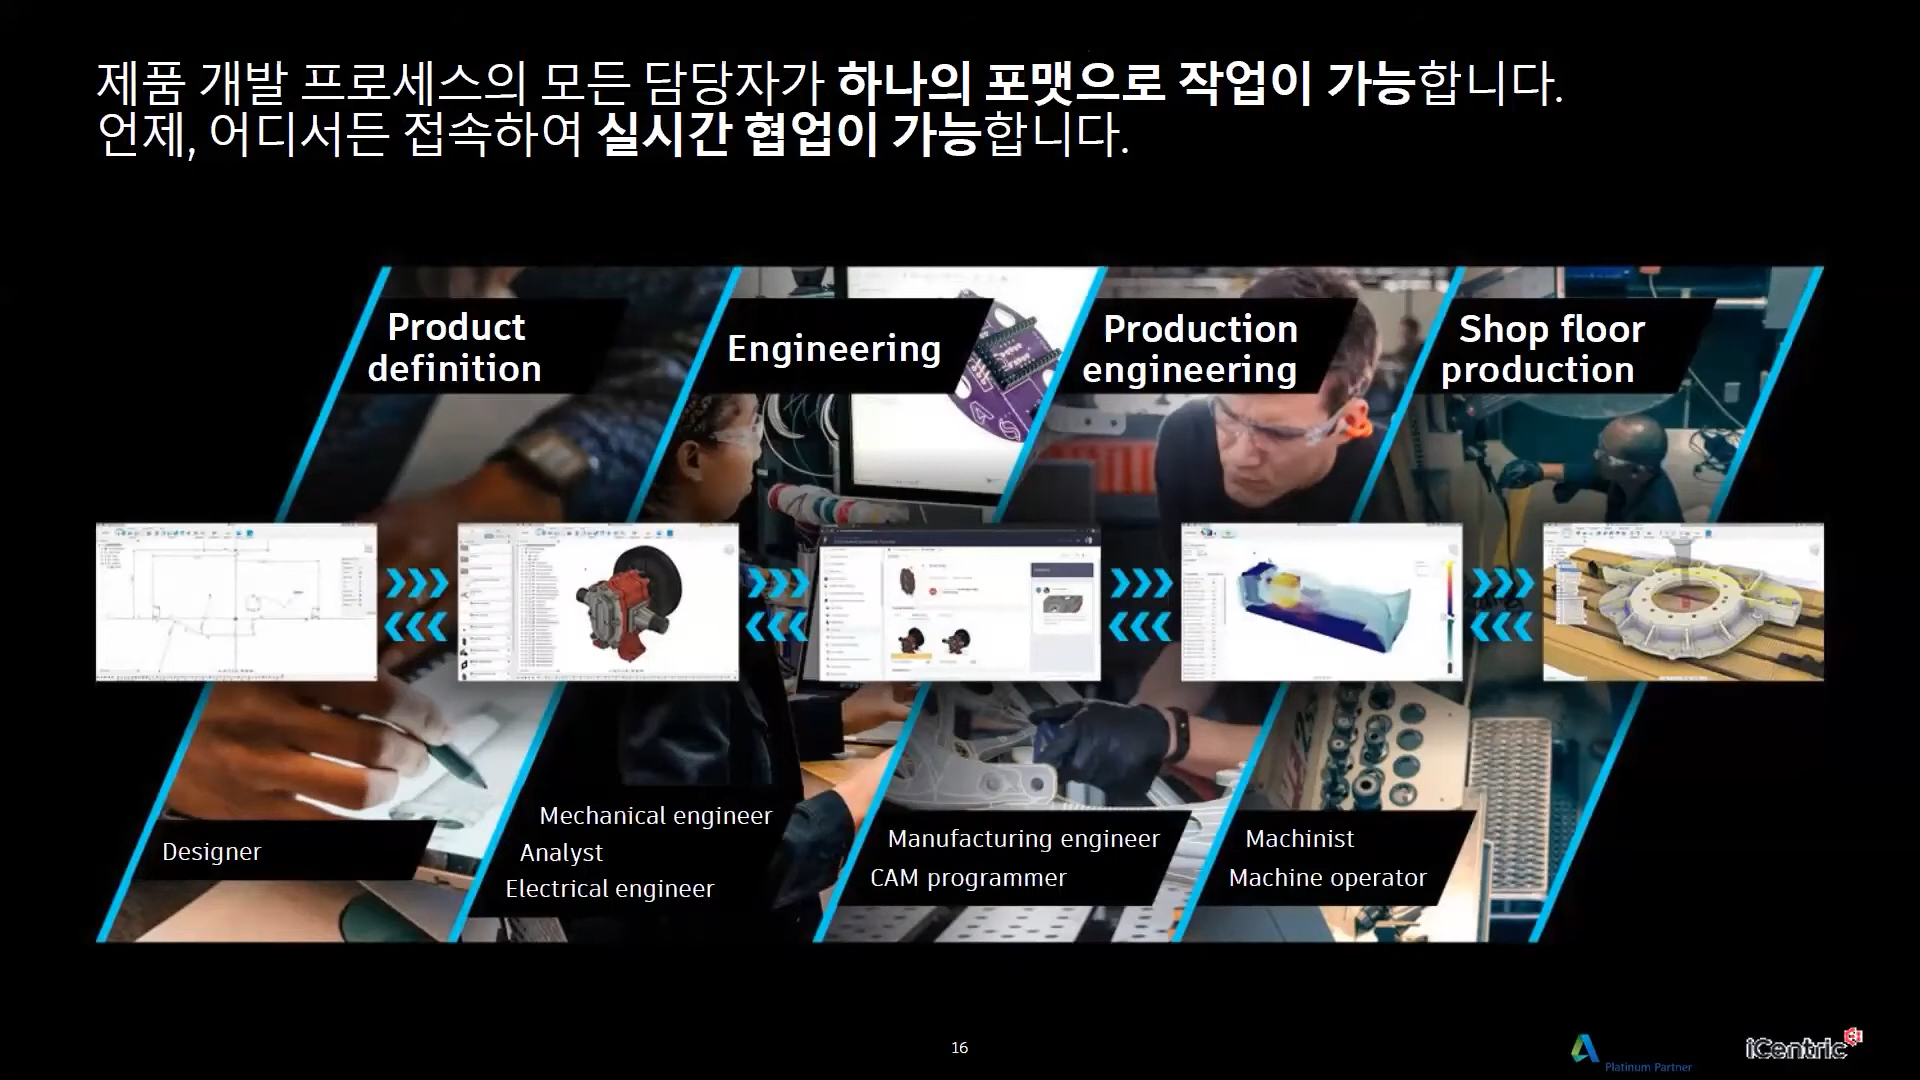 제품 개발 프로세스의 모든 담당자가 하나의 포맷으로 작업이 가능합니다.
언제, 어디서든 접속하여 실시간 협업이 가능합니다.
Product
definition
Engineering
Production
engineering
Shop floor
production
Designer
Mechanical engineer
Analyst
Electrical engineer
Manufacturing engineer
CAM programmer
Machinist
Machine operator
16
Platinum Partner
iCentric